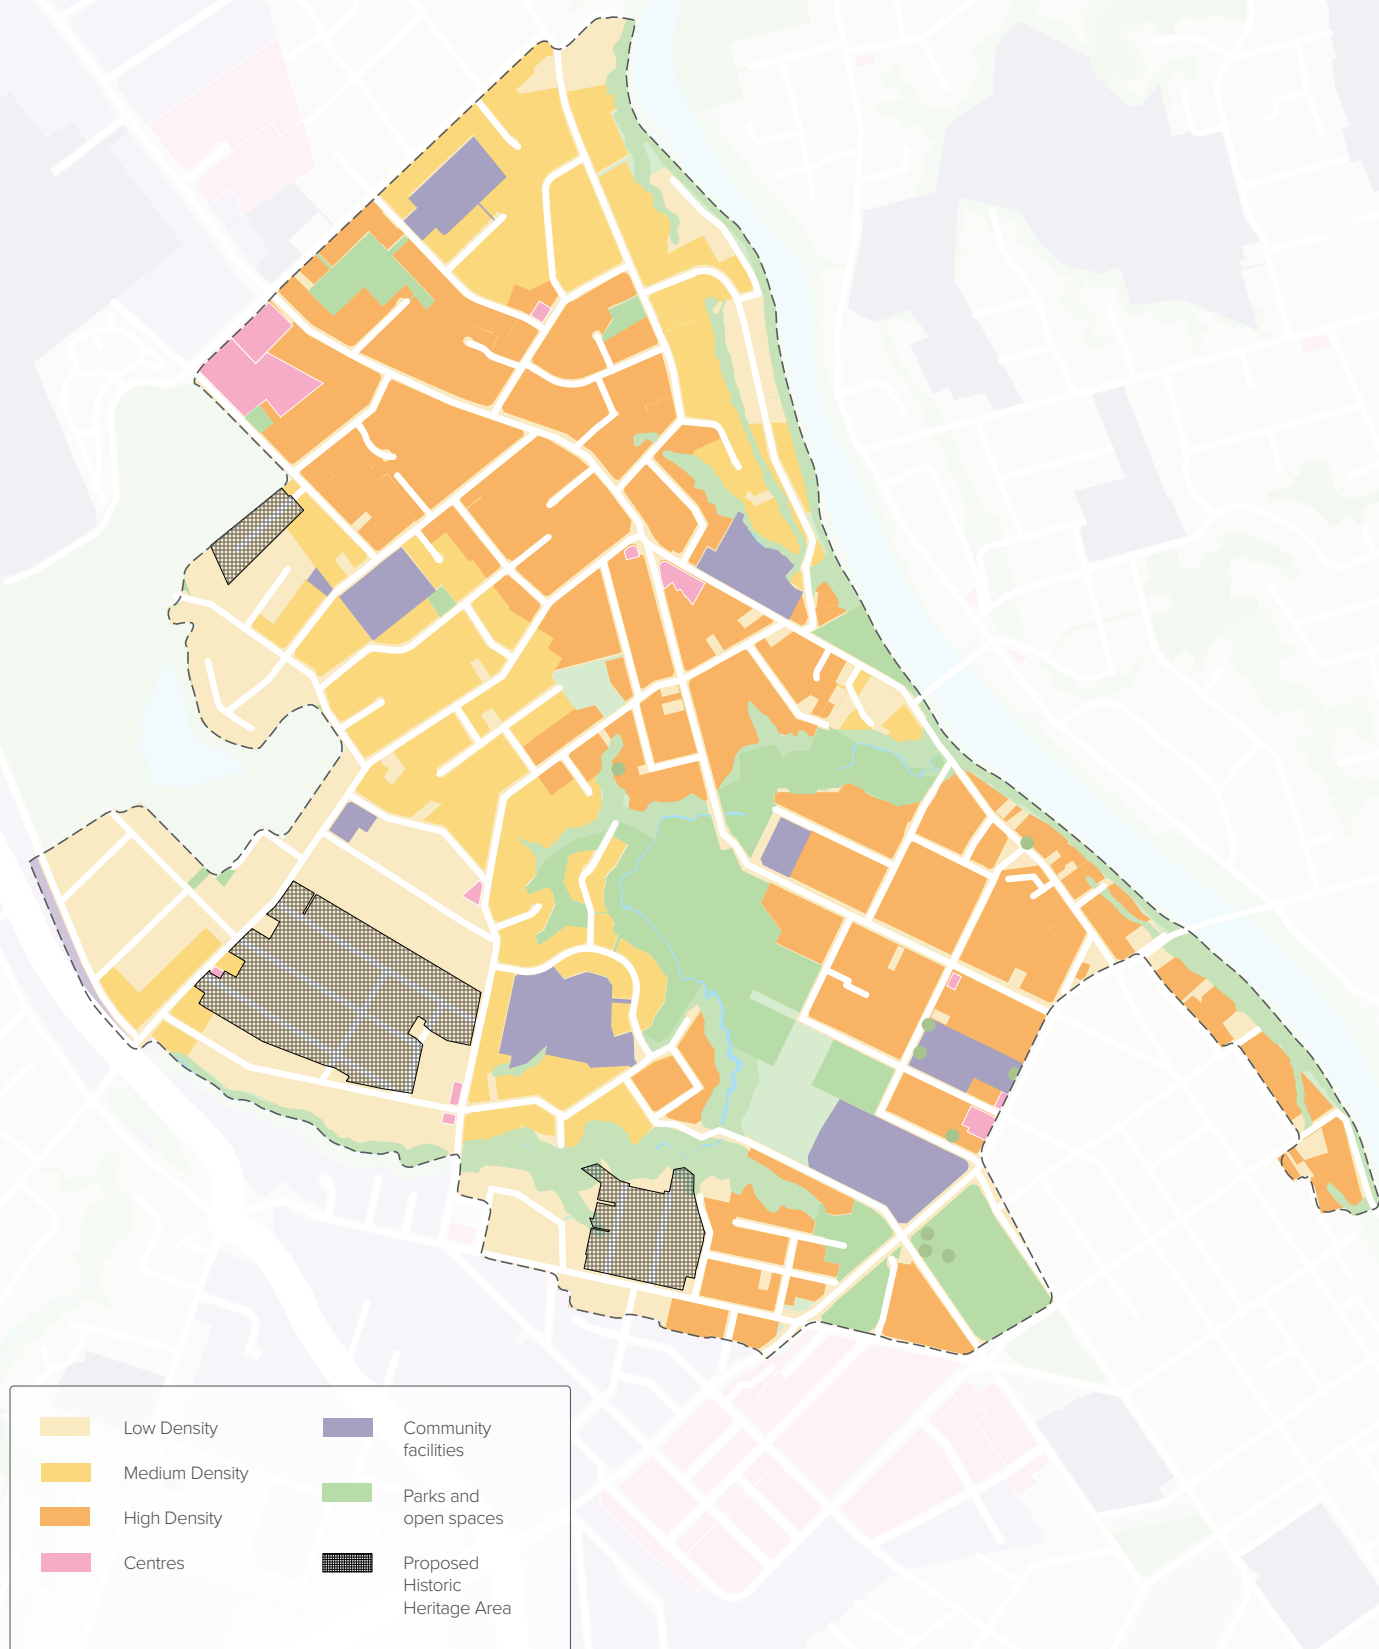 Low Density
Medium Density
High Density
Centres
Community
facilities
Parks and
open spaces
Proposed
Historic
Heritage Area